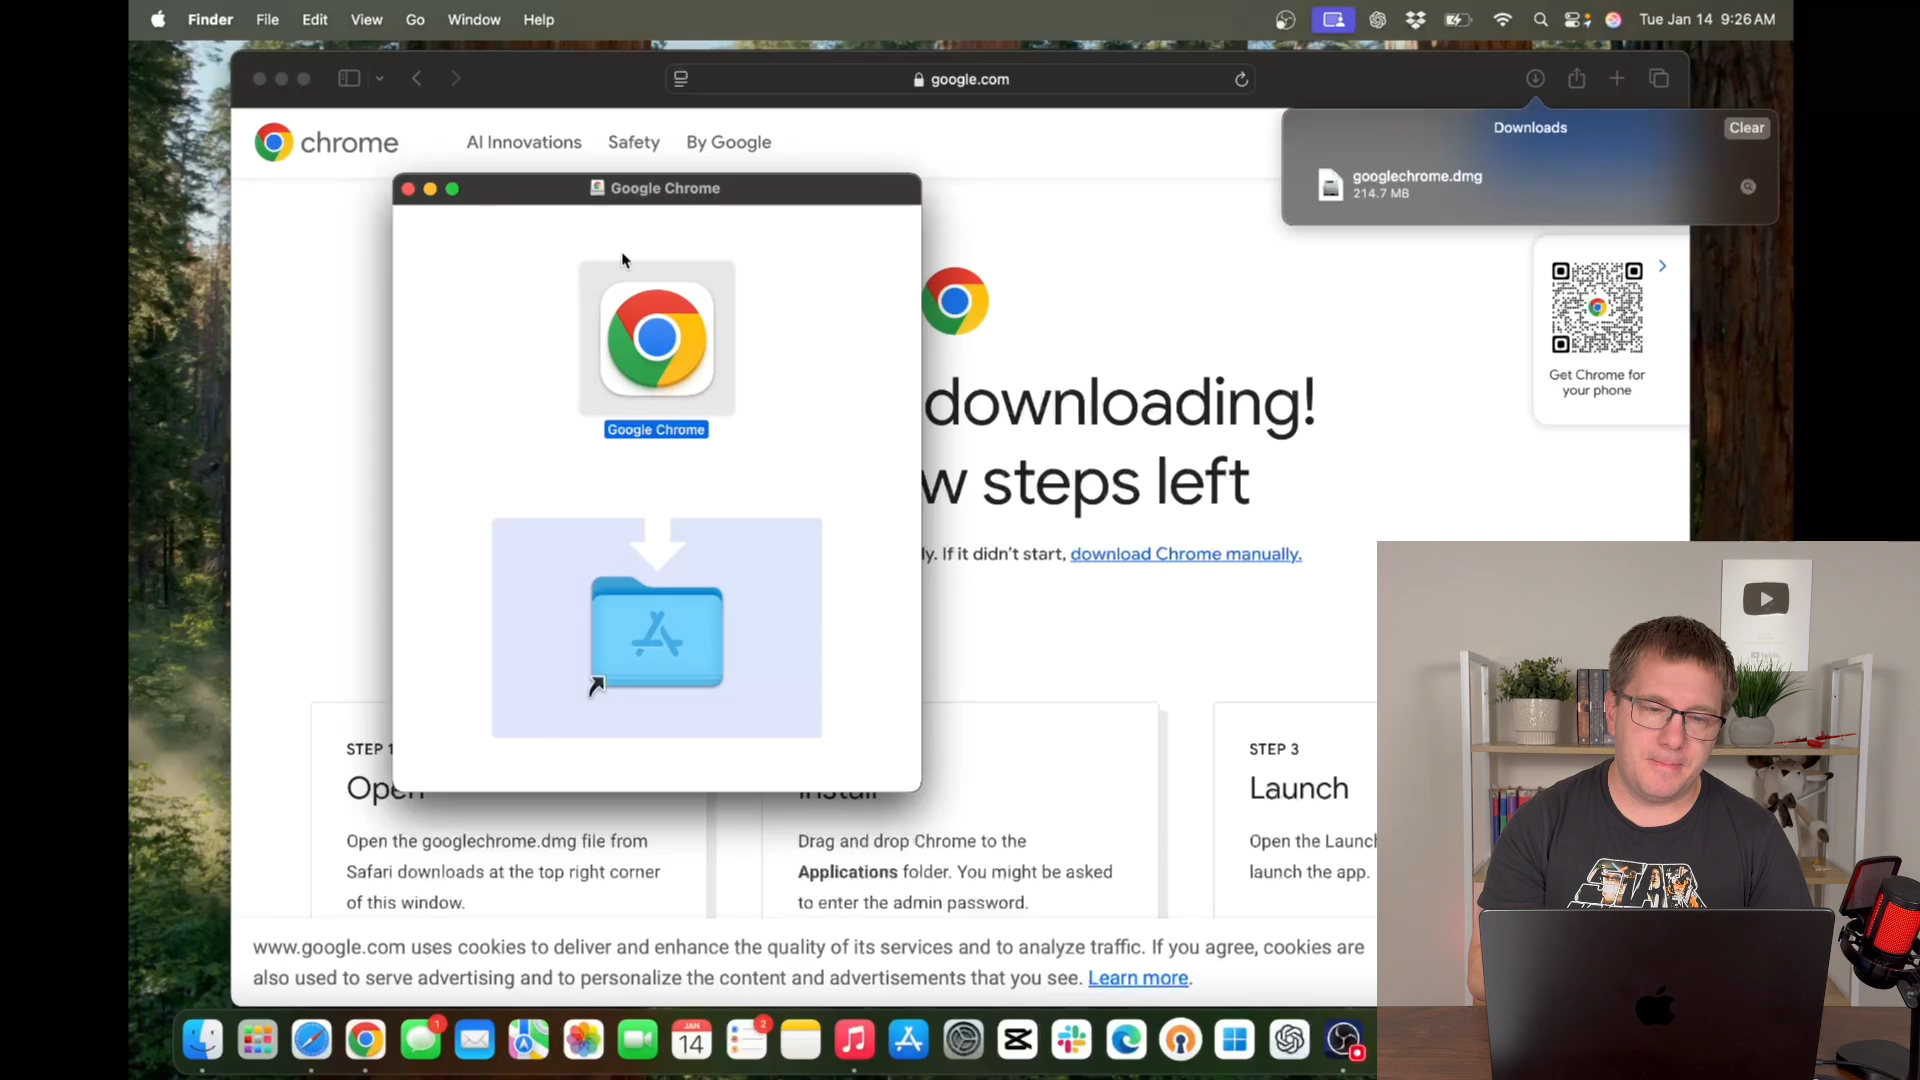 Finder File Edit View Go Window Help
Tue Jan 14 9:26 AM
google.com
chrome
AI Innovations Safety By Google
Downloads
Clear
googlechrome.dmg
214.7 MB
Google Chrome
Google Chrome
Get Chrome for
your phone
downloading!
w steps left
ly. If it didn't start, download Chrome manually.
STEP 1
Open
Open the googlechrome.dmg file from
Safari downloads at the top right corner
of this window.
Install
Drag and drop Chrome to the
Applications folder. You might be asked
to enter the admin password.
STEP 3
Launch
Open the Launc
launch the app.
www.google.com uses cookies to deliver and enhance the quality of its services and to analyze traffic. If you agree, cookies are
also used to serve advertising and to personalize the content and advertisements that you see. Learn more.
1
JAN
14
2